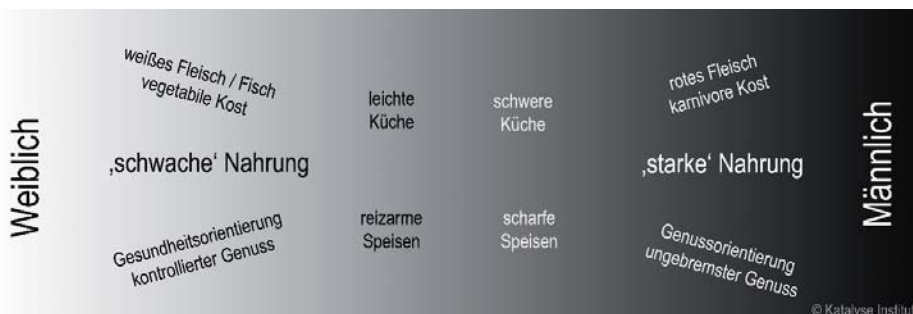 Weiblich
weißes Fleisch / Fisch
vegetabile Kost
‚schwache‘ Nahrung
Gesundheitsorientierung
kontrollierter Genuss
leichte
Küche
reizarme
Speisen
schwere
Küche
scharfe
Speisen
rotes Fleisch
karnivore Kost
‚starke‘ Nahrung
Genussorientierung
ungebremster Genuss
Männlich
© Katalyse Institut